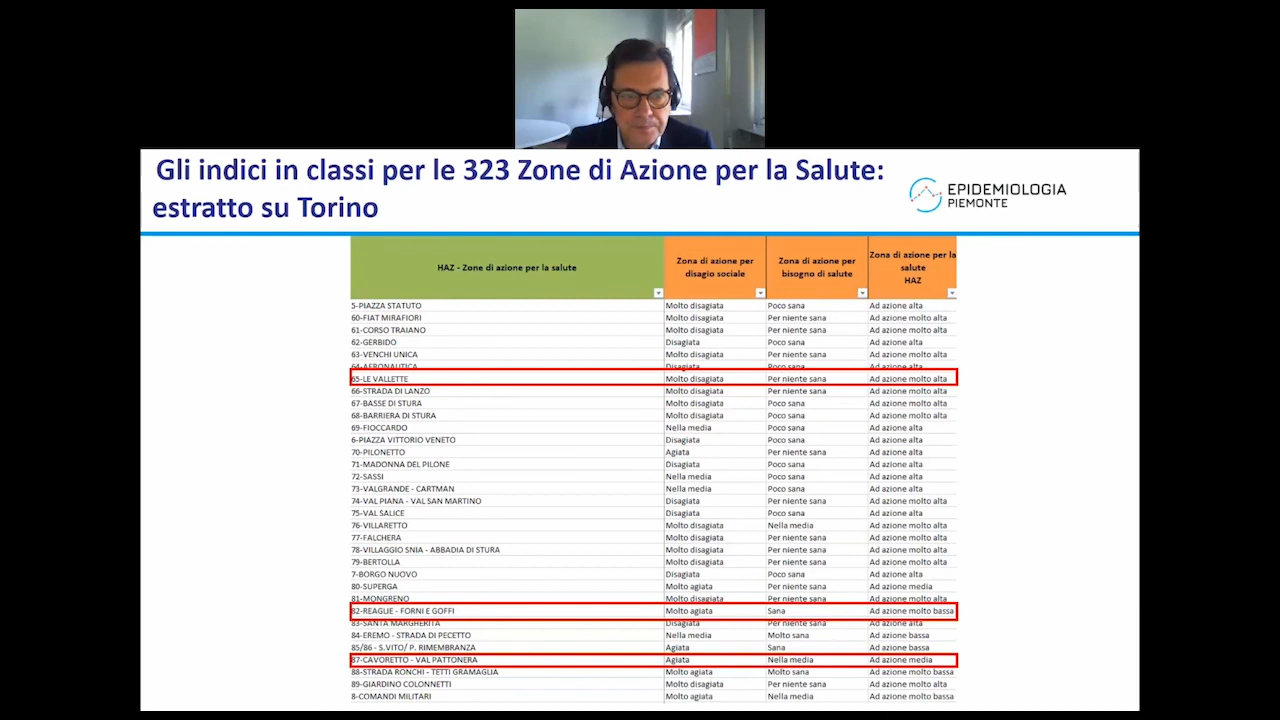 Gli indici in classi per le 323 Zone di Azione per la Salute:
estratto su Torino
EPIDEMIOLOGIA
PIEMONTE
HAZ - Zone di azione per la salute
Zona di azione per disagio sociale
Zona di azione per bisogno di salute
Zona di azione per la salute HAZ
5-PIAZZA STATUTO Molto disagiata Poco sana Ad azione alta
60-FIAT MIRAFIORI Molto disagiata Per niente sana Ad azione molto alta
61-CORSO TRAIANO Molto disagiata Per niente sana Ad azione molto alta
62-GERBIDO Disagiata Poco sana Ad azione alta
63-VENCHI UNICA Molto disagiata Per niente sana Ad azione molto alta
64-AERONAUTICA Disagiata Poco sana Ad azione alta
65-LE VALLETTE Molto disagiata Per niente sana Ad azione molto alta
66-STRADA DI LANZO Molto disagiata Per niente sana Ad azione molto alta
67-BASSE DI STURA Molto disagiata Poco sana Ad azione molto alta
68-BARRIERA DI STURA Molto disagiata Poco sana Ad azione molto alta
69-FIOCCARDO Nella media Poco sana Ad azione alta
6-PIAZZA VITTORIO VENETO Disagiata Poco sana Ad azione alta
70-PILONETTO Agiata Per niente sana Ad azione alta
71-MADONNA DEL PILONE Disagiata Poco sana Ad azione alta
72-SASSI Nella media Poco sana Ad azione alta
73-VALGRANDE - CARTMAN Nella media Poco sana Ad azione alta
74-VAL PIANA - VAL SAN MARTINO Disagiata Per niente sana Ad azione molto alta
75-VAL SALICE Disagiata Poco sana Ad azione alta
76-VILLARETTO Molto disagiata Nella media Ad azione molto alta
77-FALCHERA Molto disagiata Per niente sana Ad azione molto alta
78-VILLAGGIO SNIA - ABBADIA DI STURA Molto disagiata Per niente sana Ad azione molto alta
79-BERTOLLA Molto disagiata Per niente sana Ad azione molto alta
7-BORGO NUOVO Disagiata Poco sana Ad azione alta
80-SUPERGA Molto agiata Per niente sana Ad azione media
81-MONGRENO Molto disagiata Per niente sana Ad azione molto alta
82-REAGLIE - FORNI E GOFFI Molto agiata Sana Ad azione molto bassa
83-SANTA MARGHERITA Disagiata Per niente sana Ad azione alta
84-EREMO - STRADA DI PECETTO Nella media Molto sana Ad azione bassa
85/86 - S.VITO/ P. RIMEMBRANZA Agiata Sana Ad azione bassa
87-CAVORETTO - VAL PATTONERA Agiata Nella media Ad azione media
88-STRADA RONCHI - TETTI GRAMAGLIA Molto agiata Molto sana Ad azione molto bassa
89-GIARDINO COLONNETTI Molto disagiata Per niente sana Ad azione molto alta
8-COMANDI MILITARI Molto agiata Nella media Ad azione molto bassa